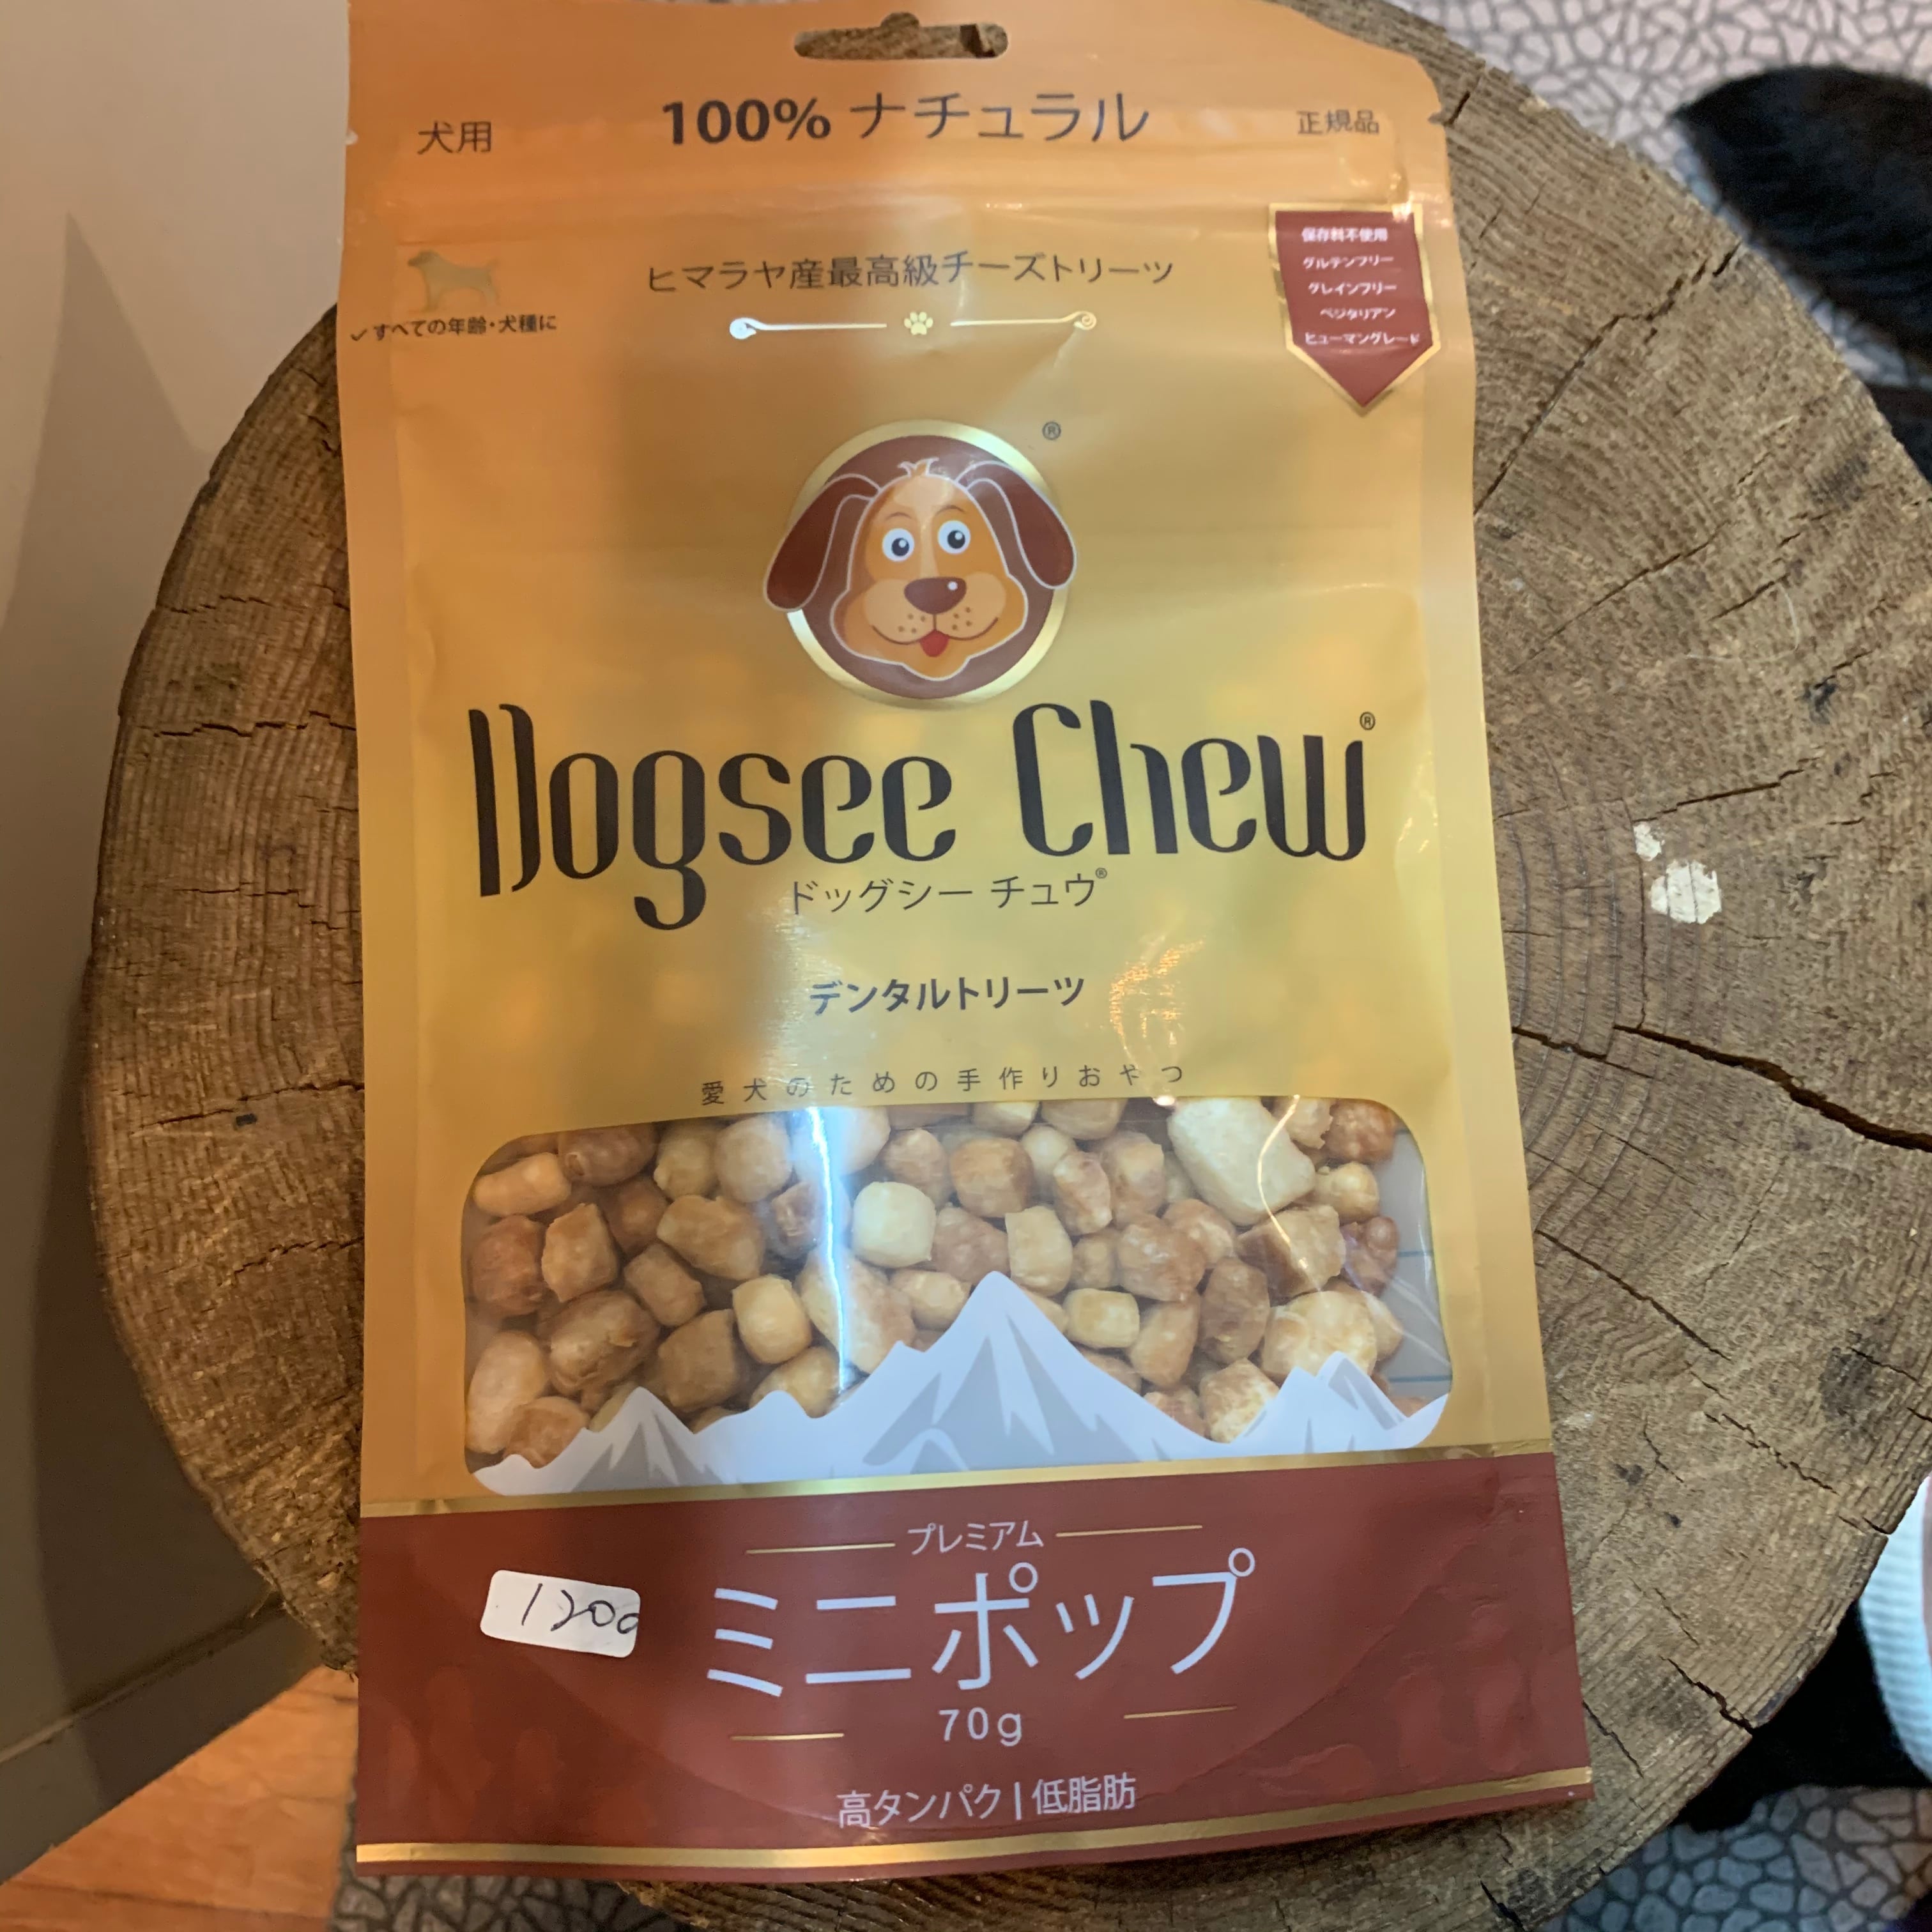 犬用
100% ナチュラル
正規品
ヒマラヤ産最高級チーズトリーツ
✓ すべての年齢・犬種に
保存料不使用
グルテンフリー
グレインフリー
ベジタリアン
ヒューマングレード
®
Dogsee Chew®
ドッグシー チュウ®
デンタルトリーツ
愛犬のための手作りおやつ
プレミアム
ミニポップ
1200
70g
高タンパク | 低脂肪